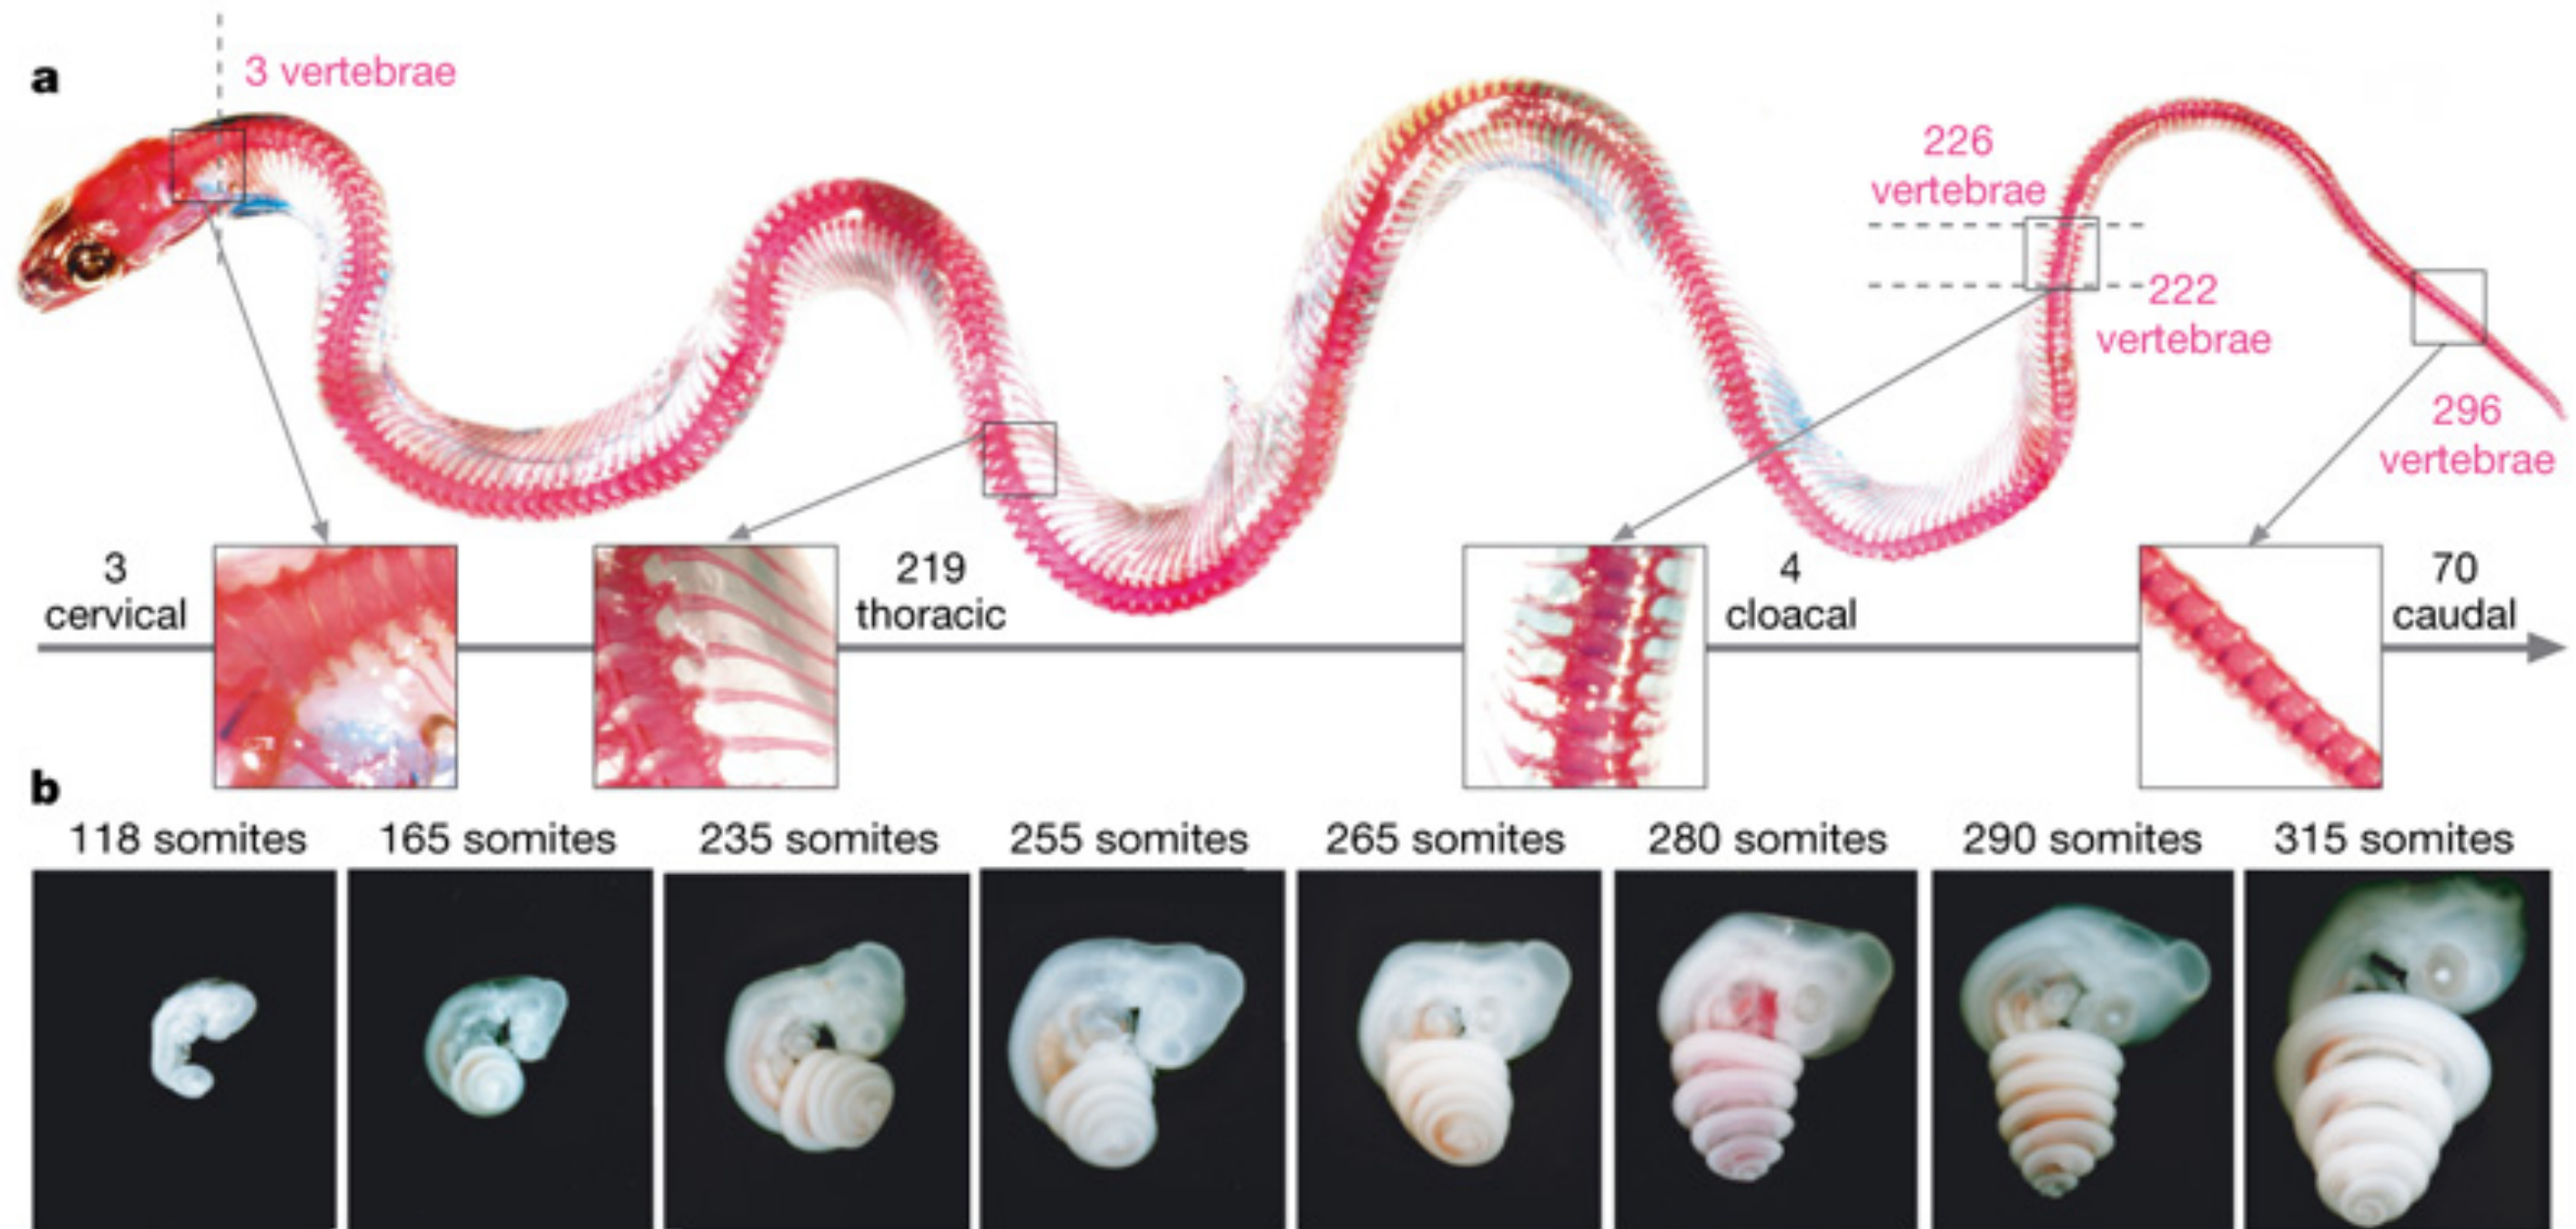 a
3 vertebrae
226
vertebrae
222
vertebrae
296
vertebrae
3
cervical
219
thoracic
4
cloacal
70
caudal
b
118 somites
165 somites
235 somites
255 somites
265 somites
280 somites
290 somites
315 somites